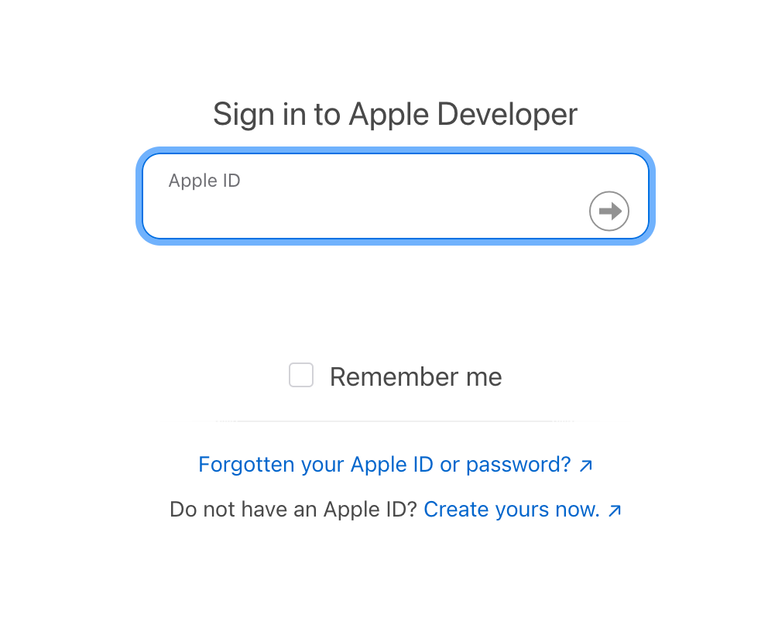 Sign in to Apple Developer
Apple ID
Remember me
Forgotten your Apple ID or password? ↗
Do not have an Apple ID? Create yours now. ↗